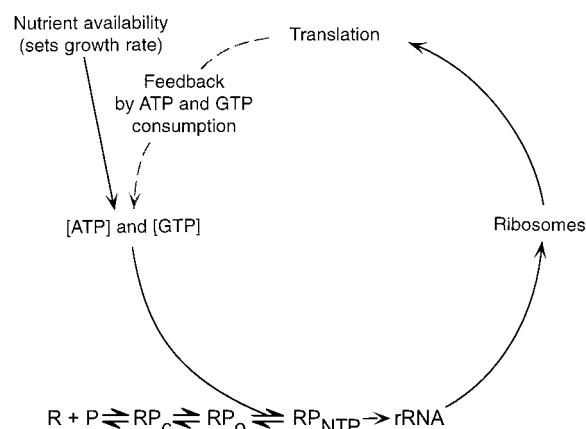 Nutrient availability
(sets growth rate)
Translation
Feedback
by ATP and GTP
consumption
[ATP] and [GTP]
Ribosomes
R + P ⇌ RPc ⇌ RPo ⇌ RPNTP → rRNA